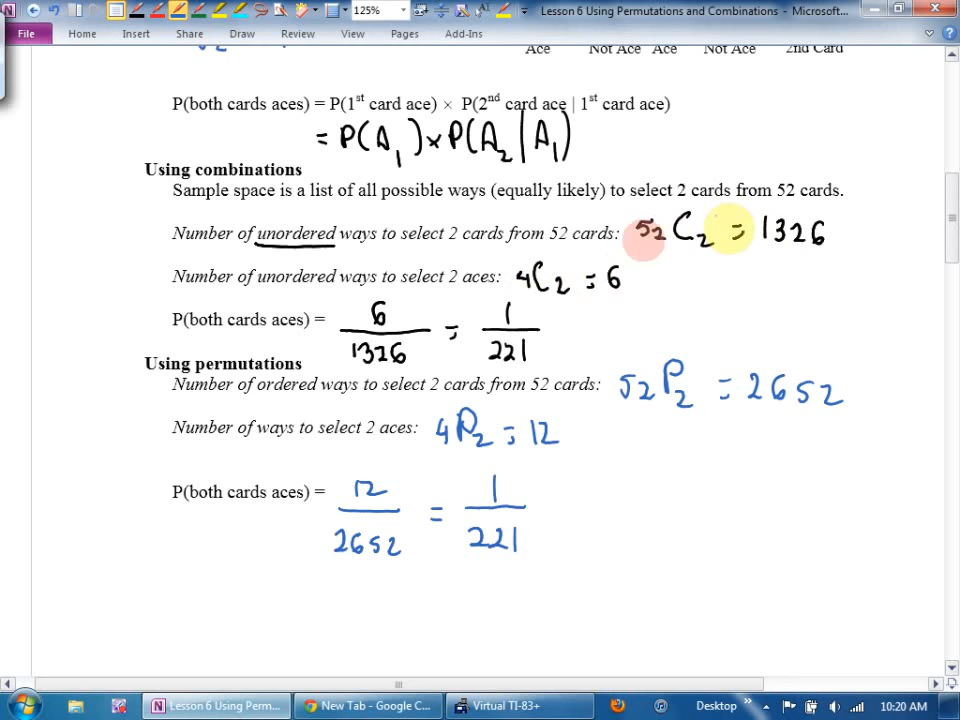 125% Lesson 6 Using Permutations and Combinations - Microsoft...
File Home Insert Share Draw Review View Pages Add-Ins
Ace Not Ace Ace Not Ace 2nd Card
P(both cards aces) = P(1st card ace) × P(2nd card ace | 1st card ace)
= P(A1) × P(A2 | A1)
Using combinations
Sample space is a list of all possible ways (equally likely) to select 2 cards from 52 cards.
Number of unordered ways to select 2 cards from 52 cards: 52C2 = 1326
Number of unordered ways to select 2 aces: 4C2 = 6
P(both cards aces) = 6/1326 = 1/221
Using permutations
Number of ordered ways to select 2 cards from 52 cards: 52P2 = 2652
Number of ways to select 2 aces: 4P2 = 12
P(both cards aces) = 12/2652 = 1/221
Lesson 6 Using Perm... New Tab - Google C... Virtual TI-83+ Desktop 10:20 AM